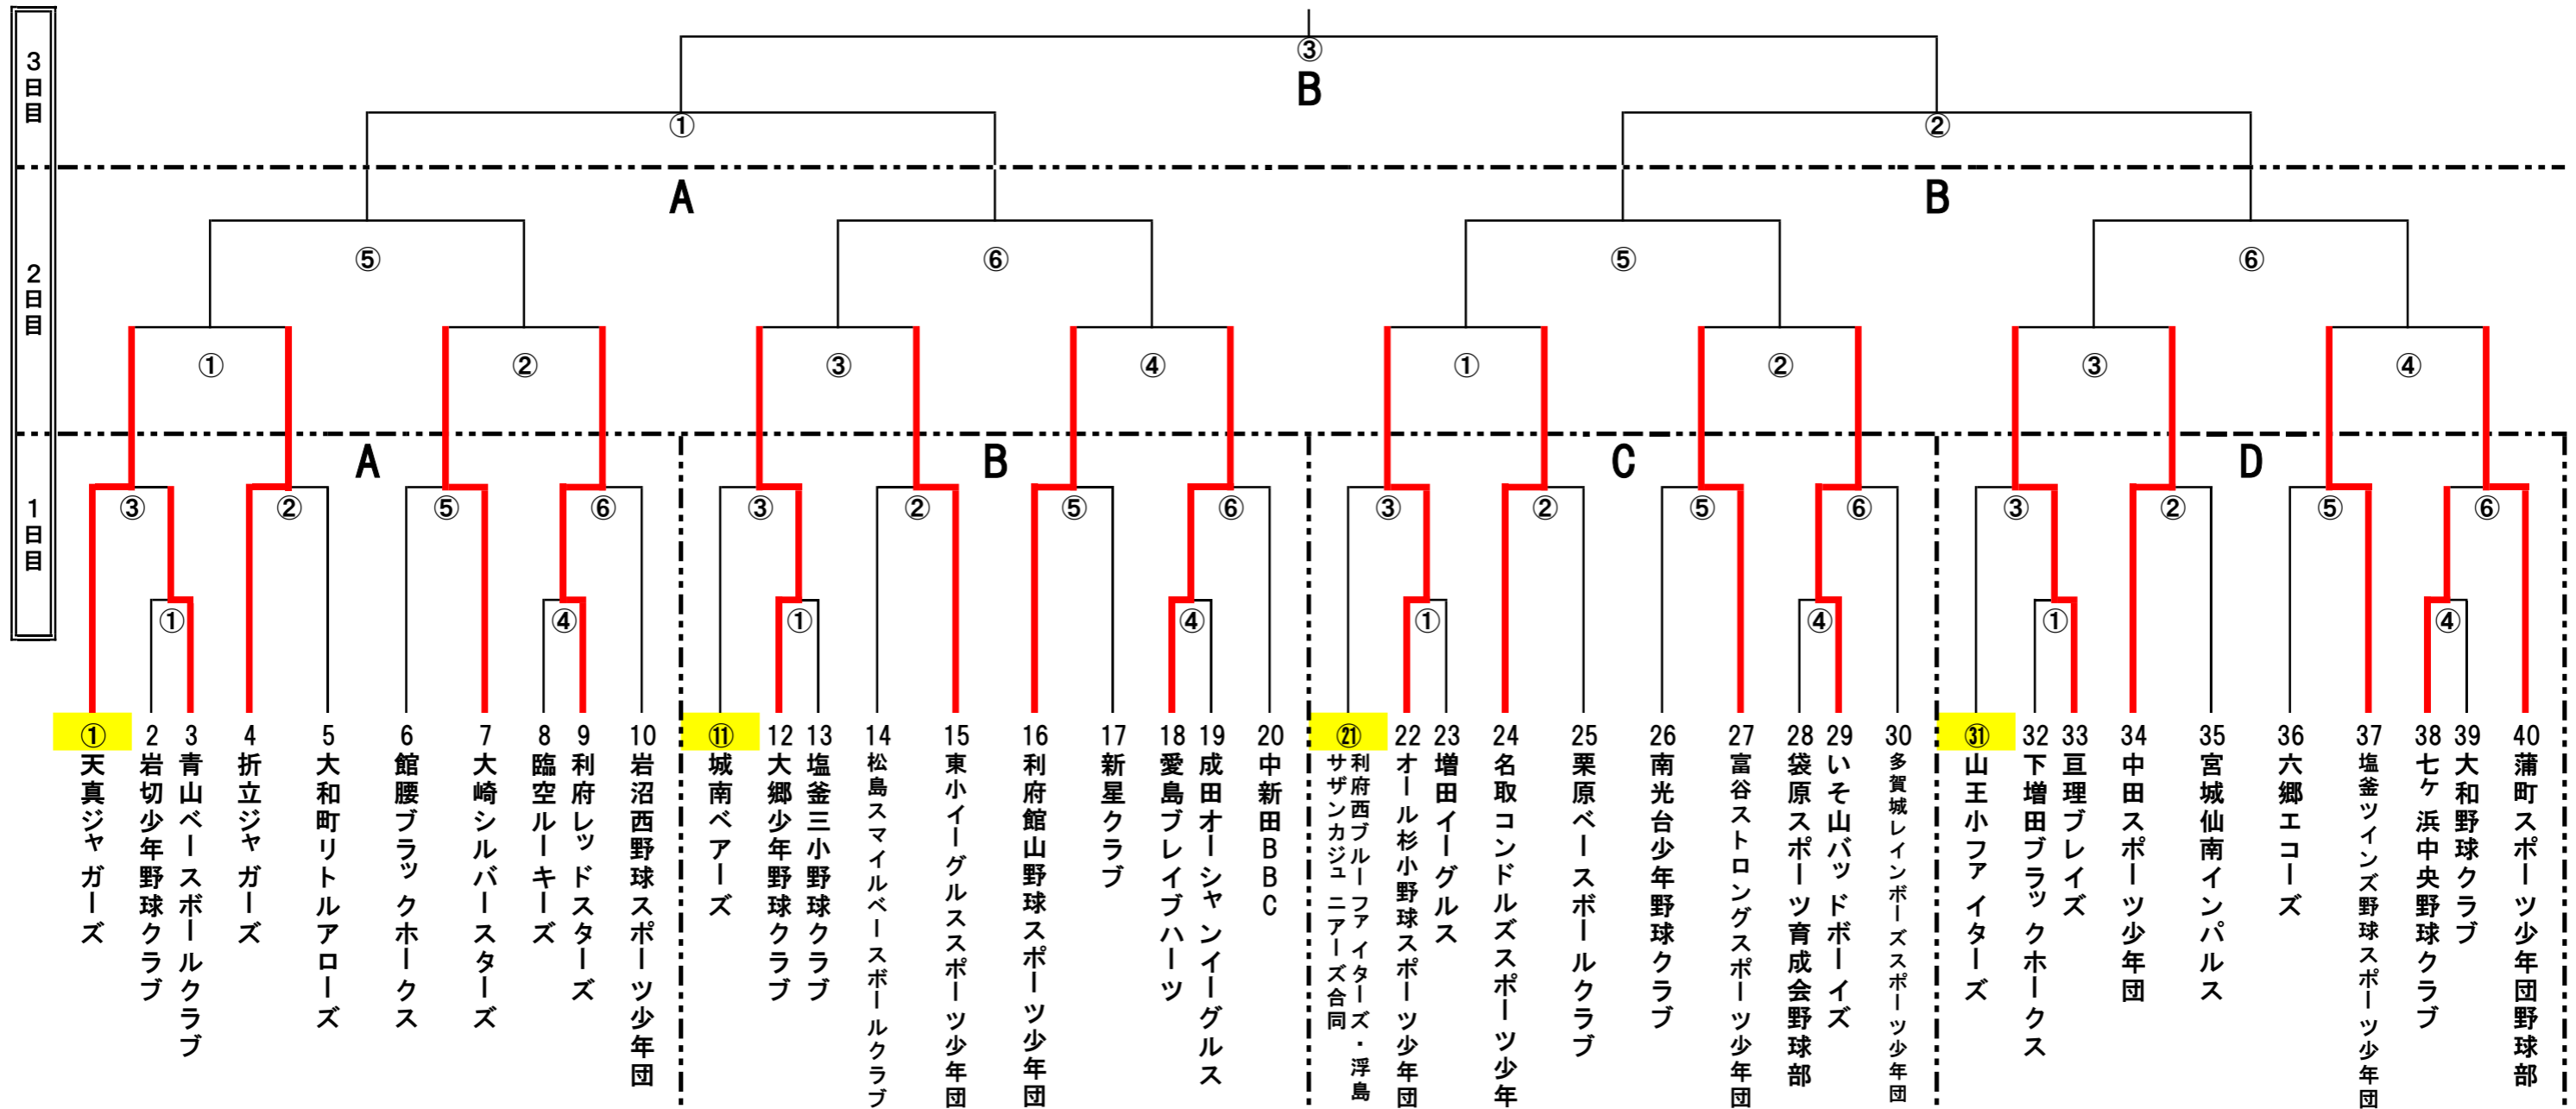 3日目
③
B
①
②
A
B
2日目
⑤
⑥
⑤
⑥
①
②
③
④
①
②
③
④
A
B
C
D
1日目
③
②
⑤
⑥
③
②
⑤
⑥
③
②
⑤
⑥
③
②
⑤
⑥
①
④
①
④
①
④
①
④
① 天真ジャガーズ
2 岩切少年野球クラブ
3 青山ベースボールクラブ
4 折立ジャガーズ
5 大和町リトルアローズ
6 館腰ブラックホークス
7 大崎シルバースターズ
8 臨空ルーキーズ
9 利府レッドスターズ
10 岩沼西野球スポーツ少年団
⑪ 城南ベアーズ
12 大郷少年野球クラブ
13 塩釜三小野球クラブ
14 松島スマイルベースボールクラブ
15 東小イーグルススポーツ少年団
16 利府館山野球スポーツ少年団
17 新星クラブ
18 愛島ブレイブハーツ
19 成田オーシャンイーグルス
20 中新田BBC
㉑ 利府西ブルーファイターズ・浮島
サザンカジュニアーズ合同
22 オール杉小野球スポーツ少年団
23 増田イーグルス
24 名取コンドルズスポーツ少年
25 栗原ベースボールクラブ
26 南光台少年野球クラブ
27 富谷ストロングスポーツ少年団
28 袋原スポーツ育成会野球部
29 いそ山バッドボーイズ
30 多賀城レインボーズスポーツ少年団
㉛ 山王小ファイターズ
32 下増田ブラックホークス
33 亘理ブレイズ
34 中田スポーツ少年団
35 宮城仙南インパルス
36 六郷エコーズ
37 塩釜ツインズ野球スポーツ少年団
38 七ケ浜中央野球クラブ
39 大和野球クラブ
40 蒲町スポーツ少年団野球部